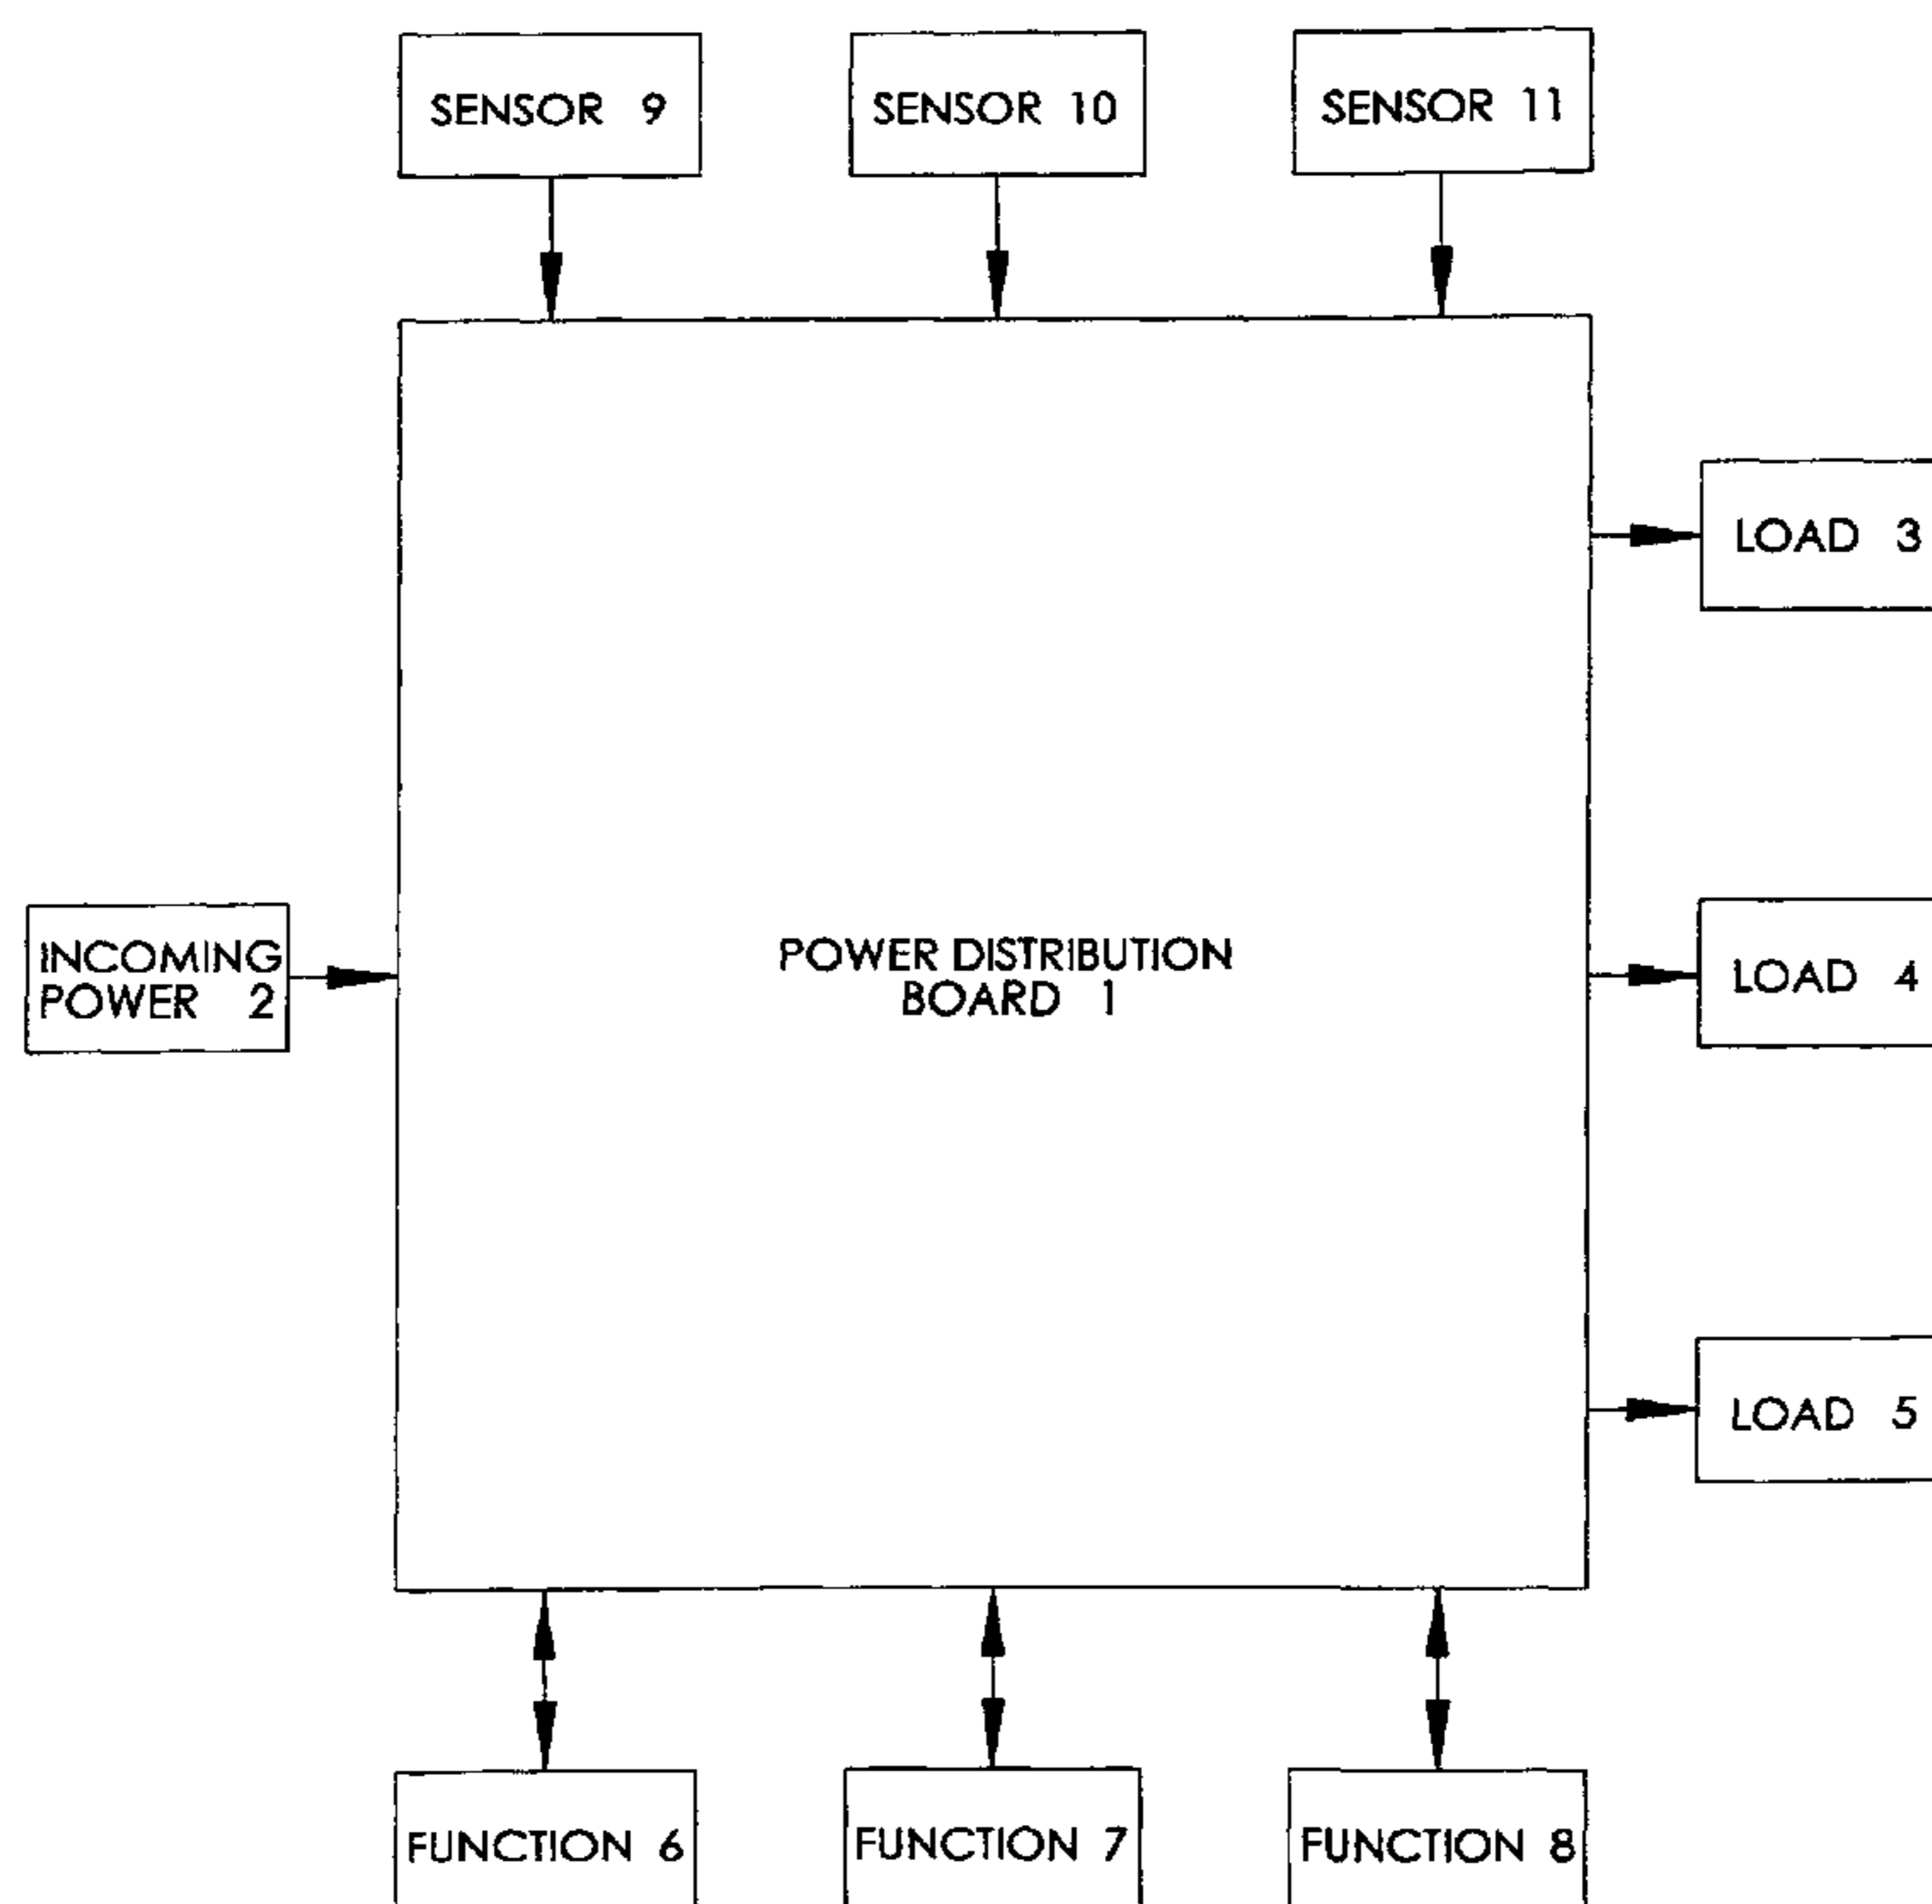 SENSOR 9
SENSOR 10
SENSOR 11
LOAD 3
INCOMING
POWER 2
POWER DISTRIBUTION
BOARD 1
LOAD 4
LOAD 5
FUNCTION 6
FUNCTION 7
FUNCTION 8